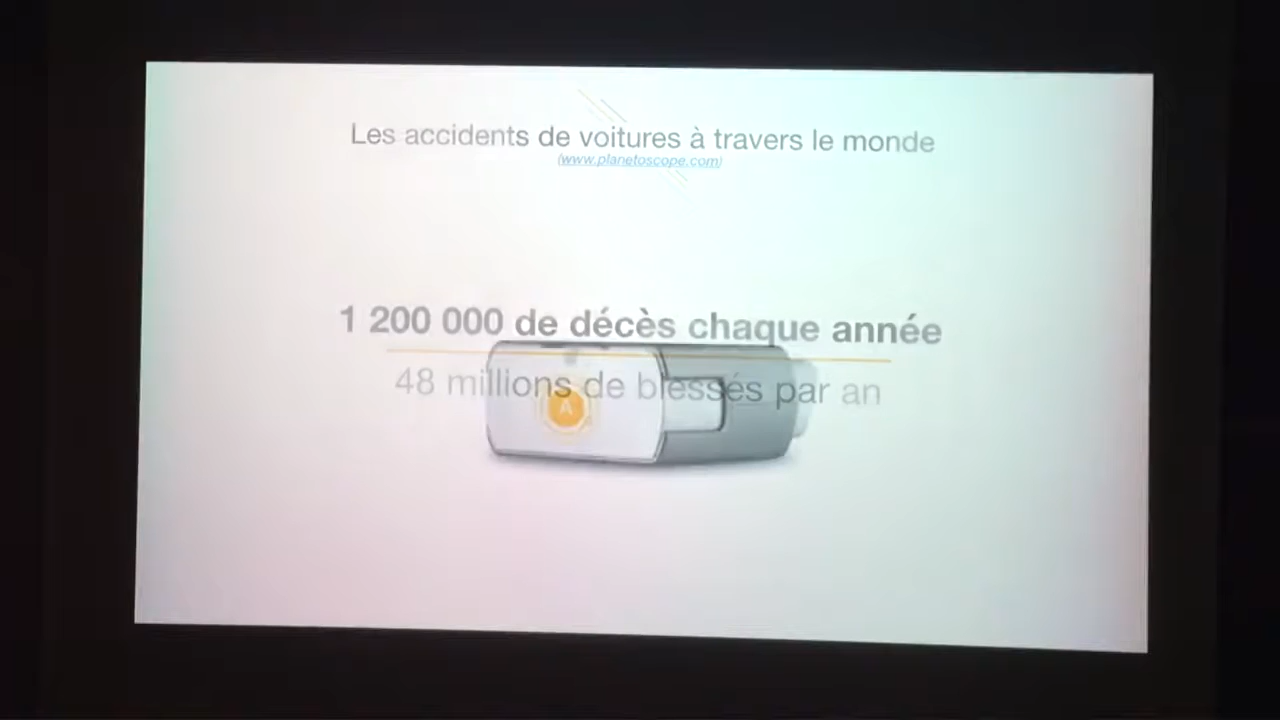 Les accidents de voitures à travers le monde
(www.planetoscope.com)
1 200 000 de décès chaque année
48 millions de blessés par an
A